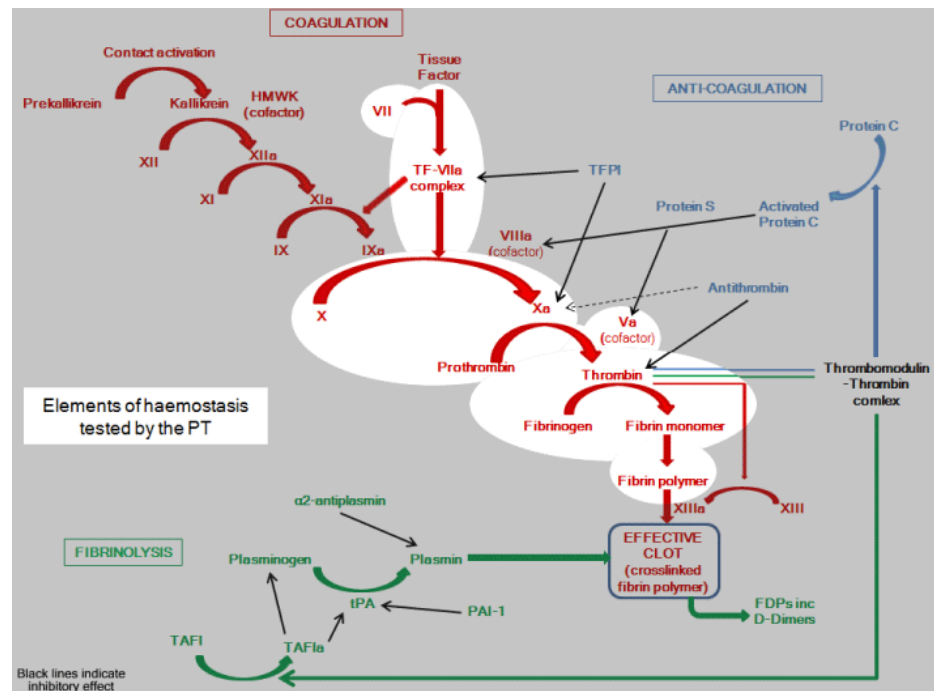 COAGULATION
Contact activation
Prekallikrein
Kallikrein
HMWK
(cofactor)
Tissue
Factor
VII
ANTI-COAGULATION
Protein C
XII
XIIa
TF-VIIa
complex
TFPI
XI
XIa
Protein S
Activated
Protein C
IX
IXa
VIIIa
(cofactor)
Antithrombin
X
Xa
Va
(cofactor)
Prothrombin
Thrombin
Thrombomodulin
-Thrombin
comlex
Elements of haemostasis
tested by the PT
Fibrinogen
Fibrin monomer
Fibrin polymer
XIIIa
XIII
α2-antiplasmin
EFFECTIVE
CLOT
(crosslinked
fibrin polymer)
FIBRINOLYSIS
Plasminogen
Plasmin
tPA
PAI-1
FDPs inc
D-Dimers
TAFI
TAFIa
Black lines indicate
inhibitory effect